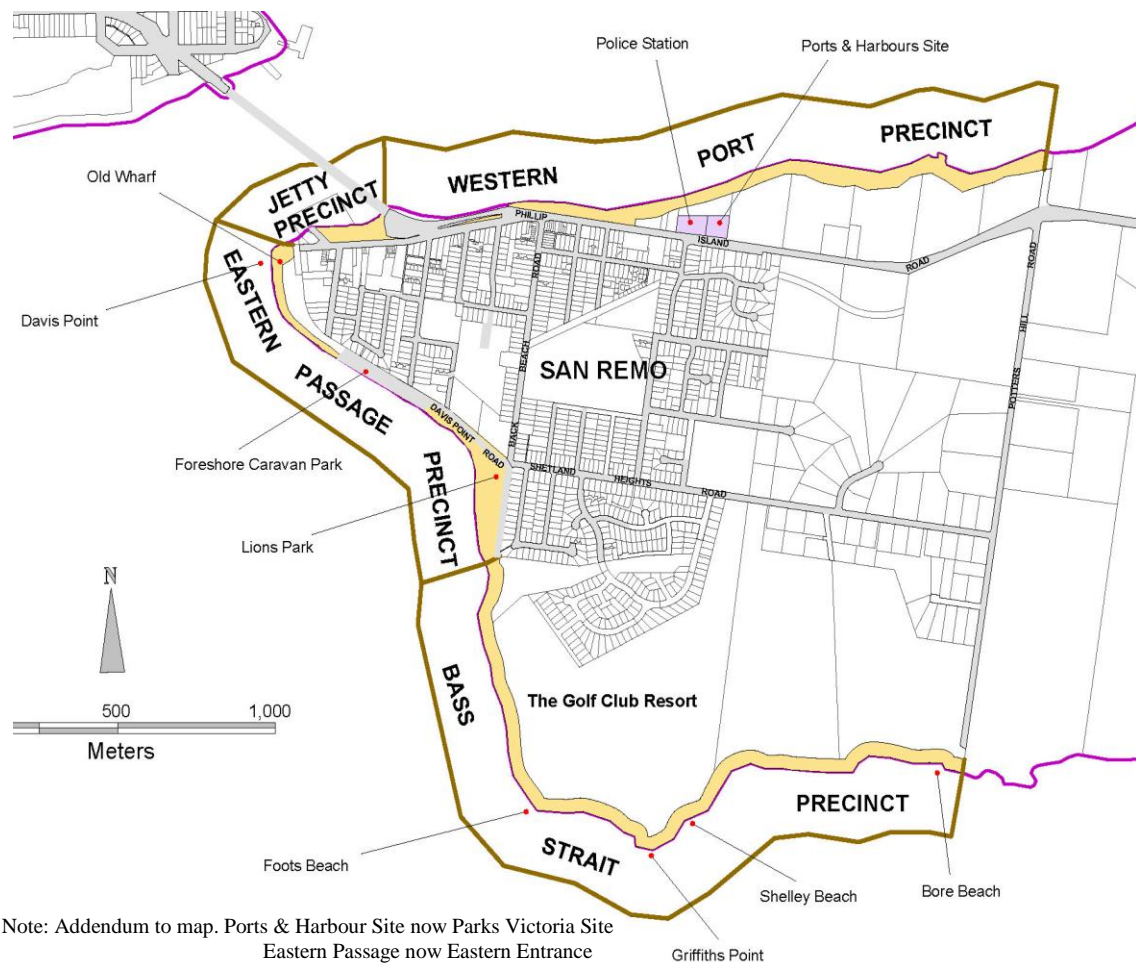 Police Station
Ports & Harbours Site
Old Wharf
JETTY
PRECINCT
WESTERN
PORT
PRECINCT
PHILLIP
ISLAND
ROAD
Davis Point
EASTERN
PASSAGE
PRECINCT
BACK
BEACH
ROAD
SAN REMO
POTTERS
HILL
ROAD
Foreshore Caravan Park
DAVIS POINT
ROAD
SHETLAND
HEIGHTS
ROAD
Lions Park
N
500
1,000
Meters
BASS
STRAIT
PRECINCT
The Golf Club Resort
Foots Beach
Shelley Beach
Bore Beach
Griffiths Point
Note: Addendum to map. Ports & Harbour Site now Parks Victoria Site
Eastern Passage now Eastern Entrance